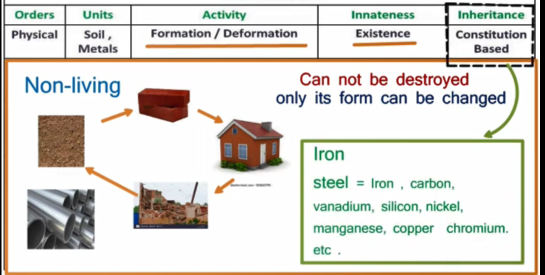 Orders Units Activity Innateness Inheritance
Physical Soil , Metals Formation / Deformation Existence Constitution Based
Non-living
Can not be destroyed
only its form can be changed
Iron
steel = Iron , carbon,
vanadium, silicon, nickel,
manganese, copper chromium.
etc .